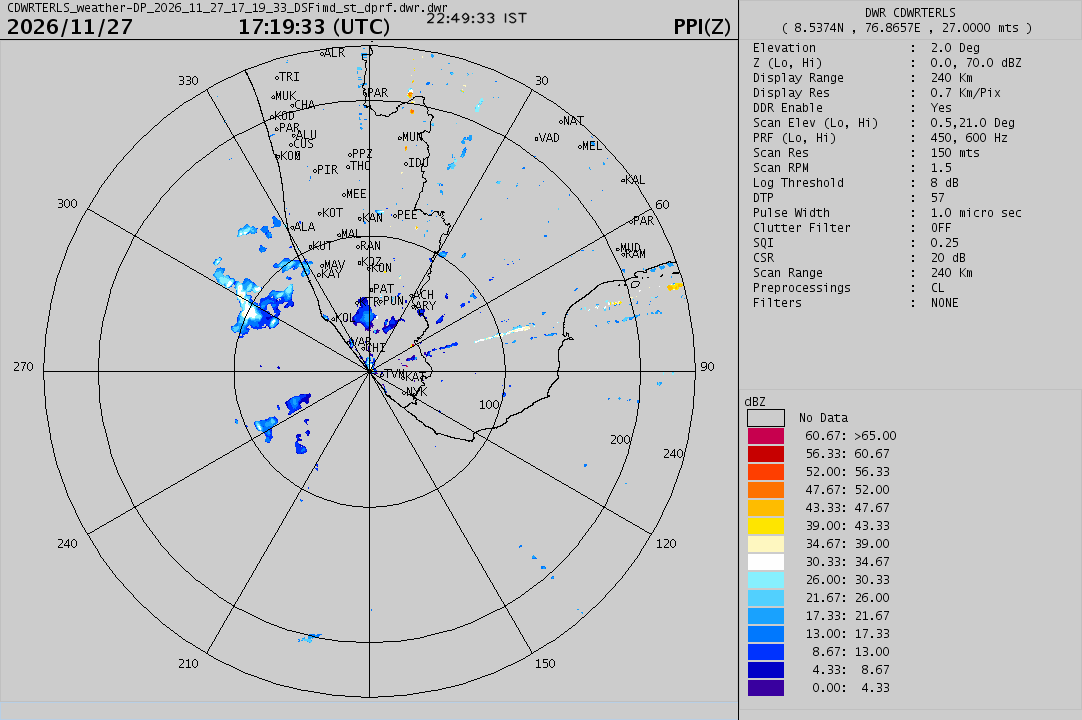 CDWRTERLS_weather-DP_2026_11_27_17_19_33_DSFimd_st_dprf.dwr.dwr
22:49:33 IST
2026/11/27 17:19:33 (UTC) PPI(Z)
DWR CDWRTERLS
( 8.5374N , 76.8657E , 27.0000 mts )
Elevation : 2.0 Deg
Z (Lo, Hi) : 0.0, 70.0 dBZ
Display Range : 240 Km
Display Res : 0.7 Km/Pix
DDR Enable : Yes
Scan Elev (Lo, Hi) : 0.5,21.0 Deg
PRF (Lo, Hi) : 450, 600 Hz
Scan Res : 150 mts
Scan RPM : 1.5
Log Threshold : 8 dB
DTP : 57
Pulse Width : 1.0 micro sec
Clutter Filter : OFF
SQI : 0.25
CSR : 20 dB
Scan Range : 240 Km
Preprocessings : CL
Filters : NONE
dBZ
No Data
60.67: >65.00
56.33: 60.67
52.00: 56.33
47.67: 52.00
43.33: 47.67
39.00: 43.33
34.67: 39.00
30.33: 34.67
26.00: 30.33
21.67: 26.00
17.33: 21.67
13.00: 17.33
8.67: 13.00
4.33: 8.67
0.00: 4.33
ALR
330
TRI
30
MUK
PAR
CHA
KOD
NAT
PAR
ALU
MUN
VAD
CUS
MEL
KON
PPZ
THO
IDU
PIR
KAL
MEE
300
60
KOT
KAN
PEE
PAR
ALA
MAL
KUT
RAN
MUD
RAM
MAV
KOZ
KON
KAY
PAT
ACH
PUN
ARY
KOL
VAR
CHI
270
TVM
KAT
90
NYK
100
200
240
240
120
210
150